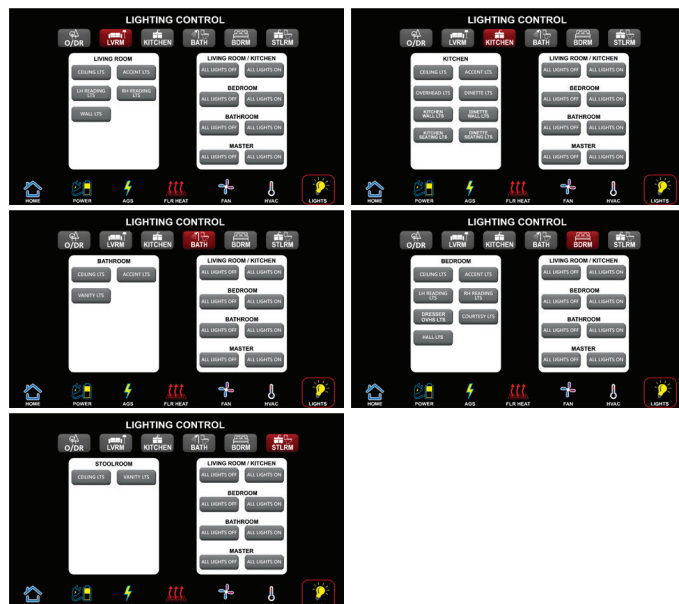 LIGHTING CONTROL
O/DR LVRM KITCHEN BATH BDRM STLRM
LIVING ROOM
CEILING LTS ACCENT LTS
LH READING LTS RH READING LTS
WALL LTS
LIVING ROOM / KITCHEN
ALL LIGHTS OFF ALL LIGHTS ON
BEDROOM
ALL LIGHTS OFF ALL LIGHTS ON
BATHROOM
ALL LIGHTS OFF ALL LIGHTS ON
MASTER
ALL LIGHTS OFF ALL LIGHTS ON
HOME POWER AGS FLR HEAT FAN HVAC LIGHTS
LIGHTING CONTROL
O/DR LVRM KITCHEN BATH BDRM STLRM
KITCHEN
CEILING LTS ACCENT LTS
OVERHEAD LTS DINETTE LTS
KITCHEN WALL LTS DINETTE WALL LTS
KITCHEN SEATING LTS DINETTE SEATING LTS
LIVING ROOM / KITCHEN
ALL LIGHTS OFF ALL LIGHTS ON
BEDROOM
ALL LIGHTS OFF ALL LIGHTS ON
BATHROOM
ALL LIGHTS OFF ALL LIGHTS ON
MASTER
ALL LIGHTS OFF ALL LIGHTS ON
HOME POWER AGS FLR HEAT FAN HVAC LIGHTS
LIGHTING CONTROL
O/DR LVRM KITCHEN BATH BDRM STLRM
BATHROOM
CEILING LTS ACCENT LTS
VANITY LTS
LIVING ROOM / KITCHEN
ALL LIGHTS OFF ALL LIGHTS ON
BEDROOM
ALL LIGHTS OFF ALL LIGHTS ON
BATHROOM
ALL LIGHTS OFF ALL LIGHTS ON
MASTER
ALL LIGHTS OFF ALL LIGHTS ON
HOME POWER AGS FLR HEAT FAN HVAC LIGHTS
LIGHTING CONTROL
O/DR LVRM KITCHEN BATH BDRM STLRM
BEDROOM
CEILING LTS ACCENT LTS
LH READING LTS RH READING LTS
DRESSER OVHS LTS COURTESY LTS
HALL LTS
LIVING ROOM / KITCHEN
ALL LIGHTS OFF ALL LIGHTS ON
BEDROOM
ALL LIGHTS OFF ALL LIGHTS ON
BATHROOM
ALL LIGHTS OFF ALL LIGHTS ON
MASTER
ALL LIGHTS OFF ALL LIGHTS ON
HOME POWER AGS FLR HEAT FAN HVAC LIGHTS
LIGHTING CONTROL
O/DR LVRM KITCHEN BATH BDRM STLRM
STOOLROOM
CEILING LTS VANITY LTS
LIVING ROOM / KITCHEN
ALL LIGHTS OFF ALL LIGHTS ON
BEDROOM
ALL LIGHTS OFF ALL LIGHTS ON
BATHROOM
ALL LIGHTS OFF ALL LIGHTS ON
MASTER
ALL LIGHTS OFF ALL LIGHTS ON